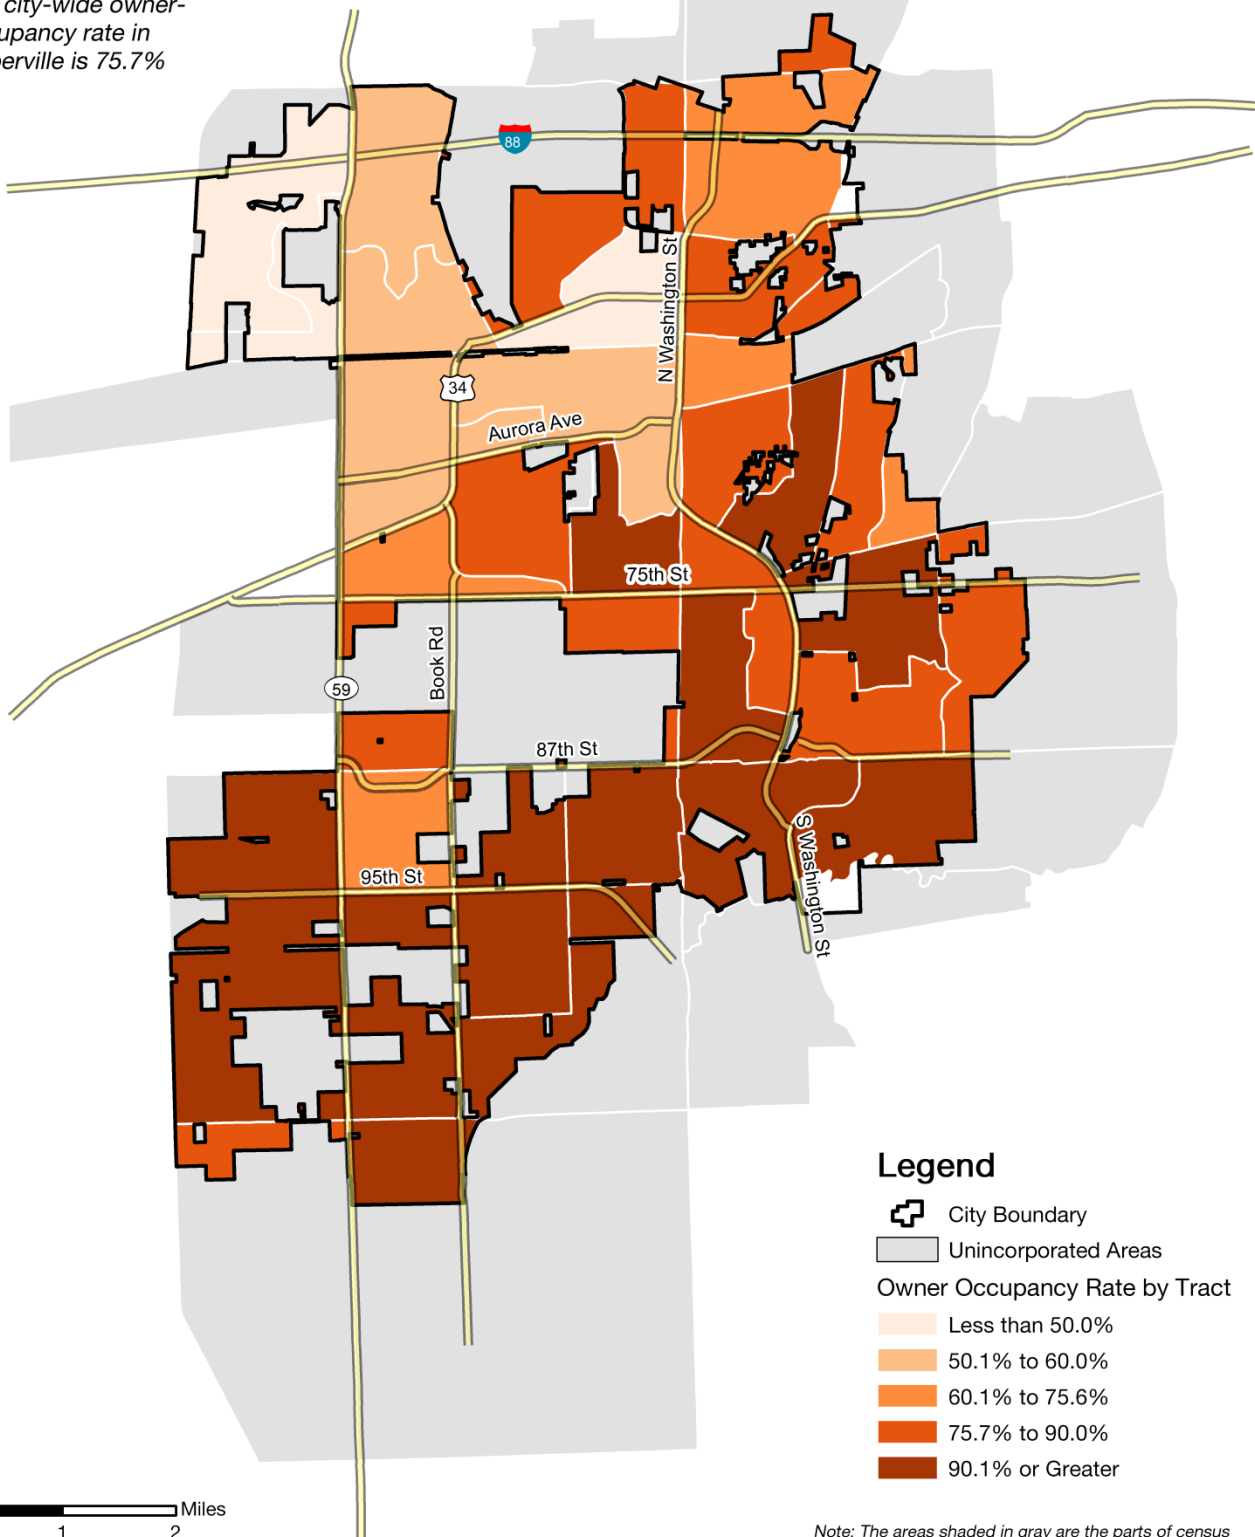 city-wide owner-
upancy rate in
erville is 75.7%
88
N Washington St
34
Aurora Ave
75th St
Book Rd
59
87th St
S Washington St
95th St
Legend
City Boundary
Unincorporated Areas
Owner Occupancy Rate by Tract
Less than 50.0%
50.1% to 60.0%
60.1% to 75.6%
75.7% to 90.0%
90.1% or Greater
Miles
1 2
Note: The areas shaded in gray are the parts of census